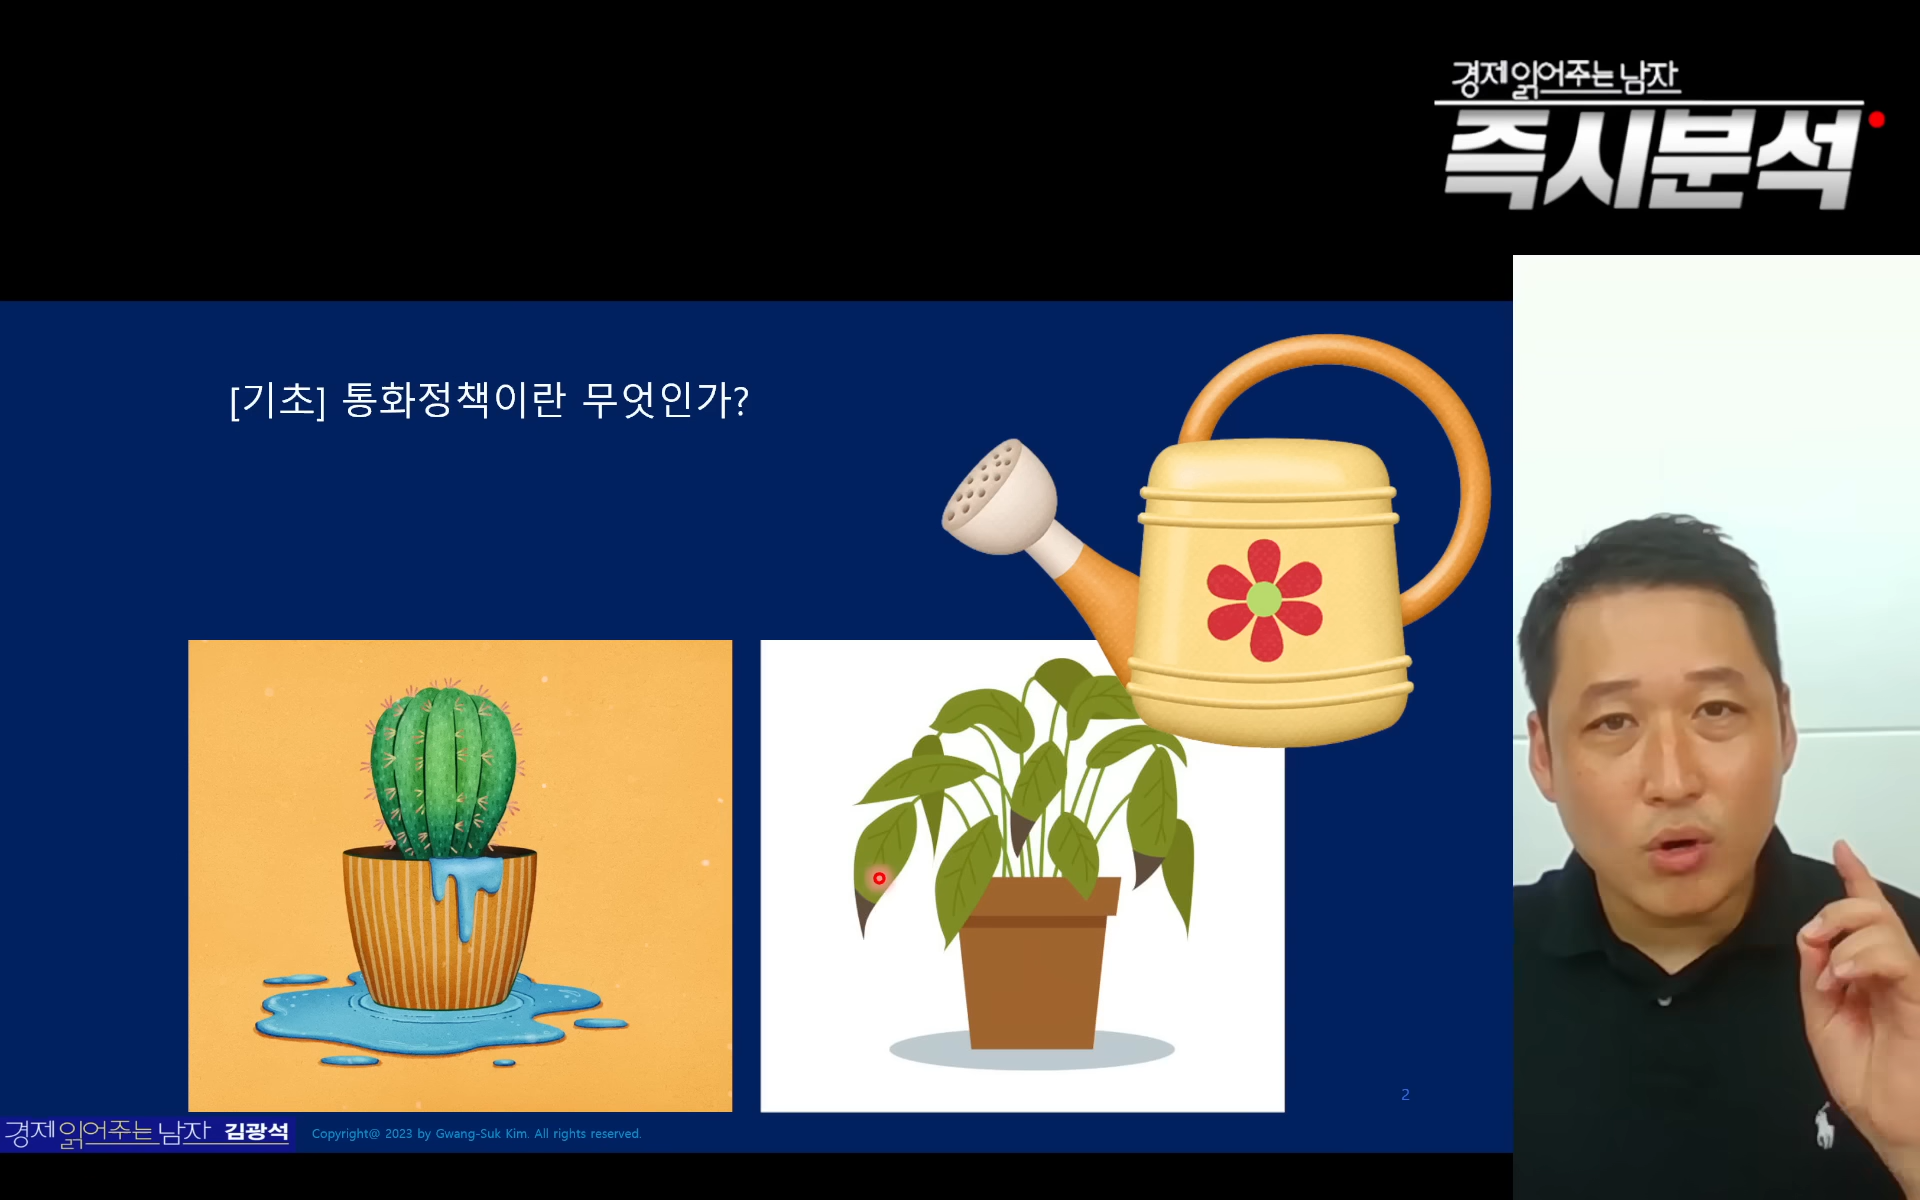 경제읽어주는남자
즉시분석
[기초] 통화정책이란 무엇인가?
2
경제읽어주는남자 김광석
Copyright@ 2023 by Gwang-Suk Kim. All rights reserved.